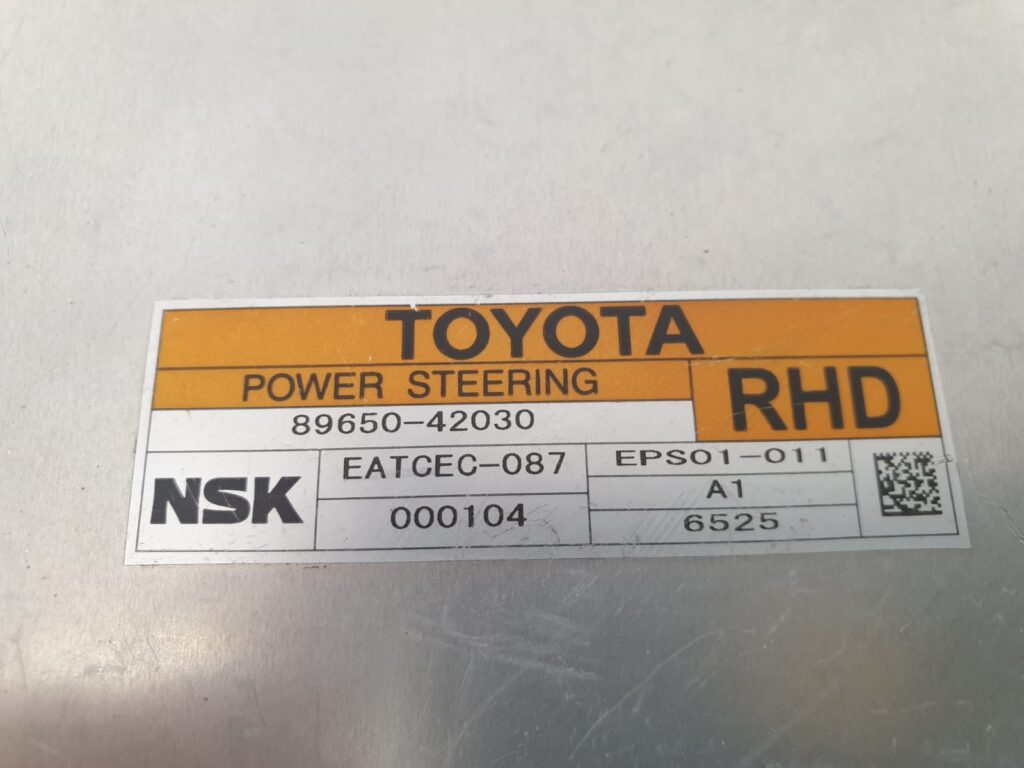 TOYOTA
POWER STEERING
RHD
89650-42030
NSK
EATCEC-087
000104
EPS01-011
A1
6525